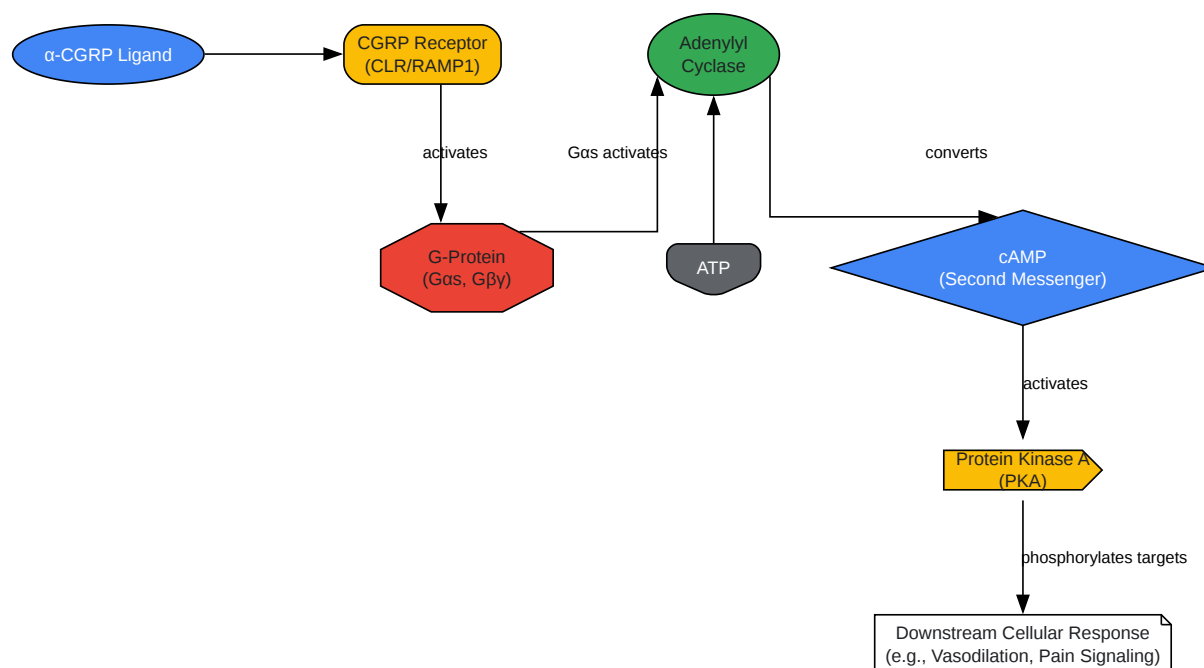 α-CGRP Ligand
CGRP Receptor
(CLR/RAMP1)
Adenylyl
Cyclase
activates
Gαs activates
converts
G-Protein
(Gαs, Gβγ)
ATP
cAMP
(Second Messenger)
activates
Protein Kinase A
(PKA)
phosphorylates targets
Downstream Cellular Response
(e.g., Vasodilation, Pain Signaling)